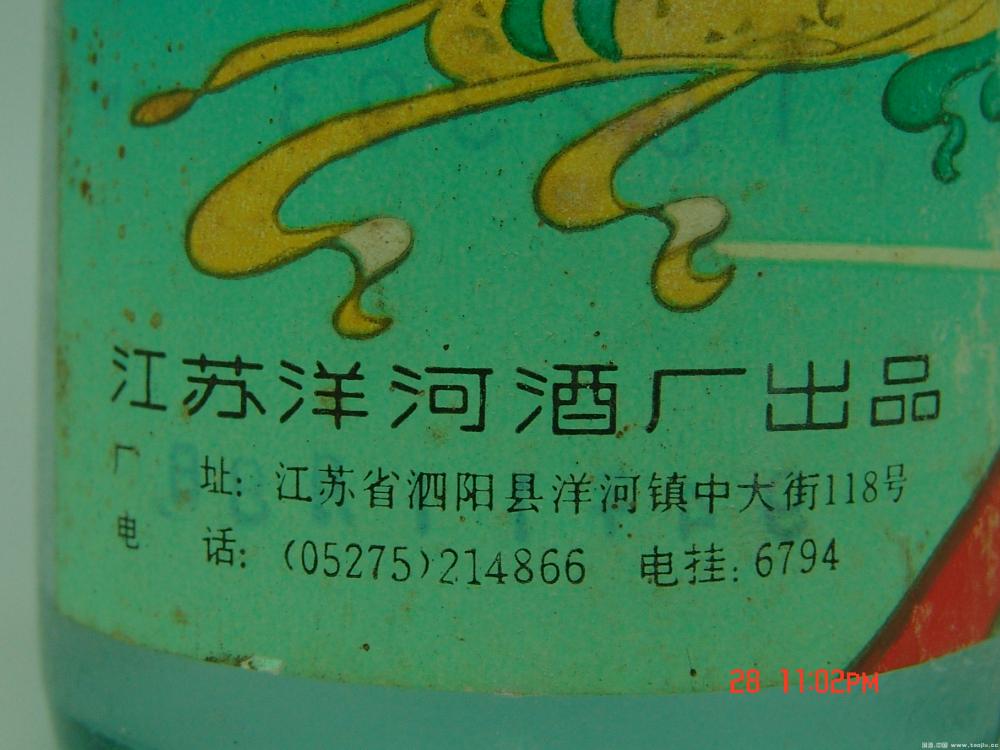 江苏洋河酒厂出品
厂 址: 江苏省泗阳县洋河镇中大街118号
电 话: (05275)214866 电挂: 6794
28 11:02PM